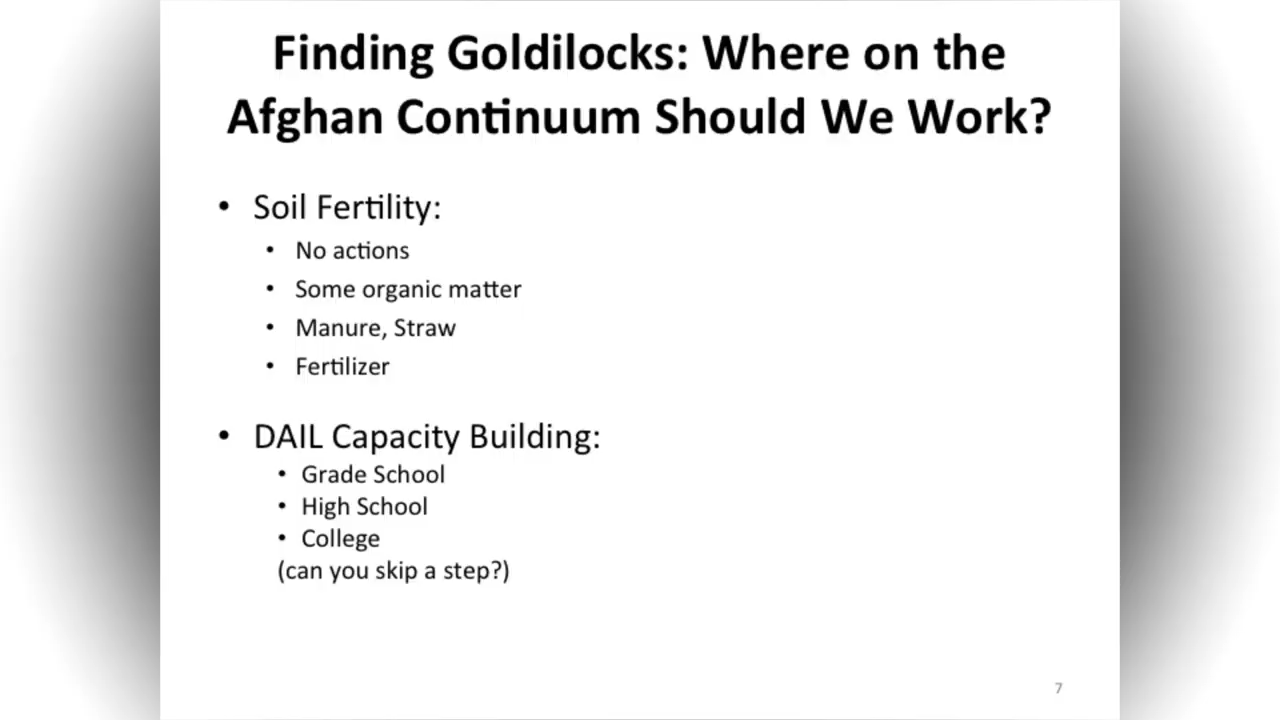 Finding Goldilocks: Where on the
Afghan Continuum Should We Work?
• Soil Fertility:
• No actions
• Some organic matter
• Manure, Straw
• Fertilizer
• DAIL Capacity Building:
• Grade School
• High School
• College
(can you skip a step?)
7